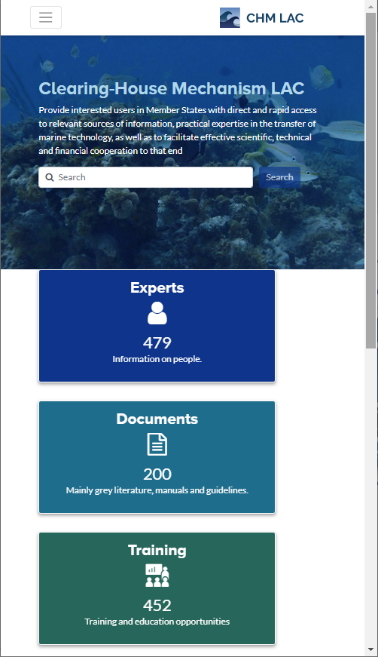 CHM LAC
Clearing-House Mechanism LAC
Provide interested users in Member States with direct and rapid access
to relevant sources of information, practical expertise in the transfer of
marine technology, as well as to facilitate effective scientific, technical
and financial cooperation to that end
Search
Search
Experts
479
Information on people.
Documents
200
Mainly grey literature, manuals and guidelines.
Training
452
Training and education opportunities